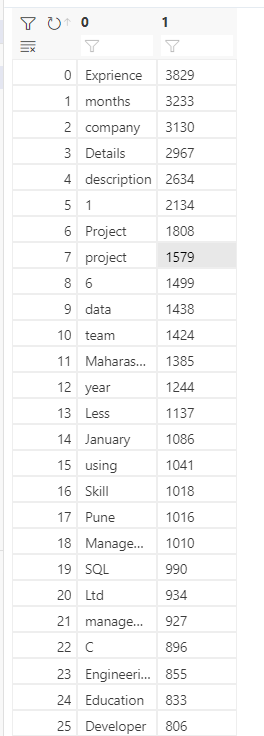 0 1
0 Exprience 3829
1 months 3233
2 company 3130
3 Details 2967
4 description 2634
5 1 2134
6 Project 1808
7 project 1579
8 6 1499
9 data 1438
10 team 1424
11 Maharas... 1385
12 year 1244
13 Less 1137
14 January 1086
15 using 1041
16 Skill 1018
17 Pune 1016
18 Manage... 1010
19 SQL 990
20 Ltd 934
21 manage... 927
22 C 896
23 Engineeri... 855
24 Education 833
25 Developer 806